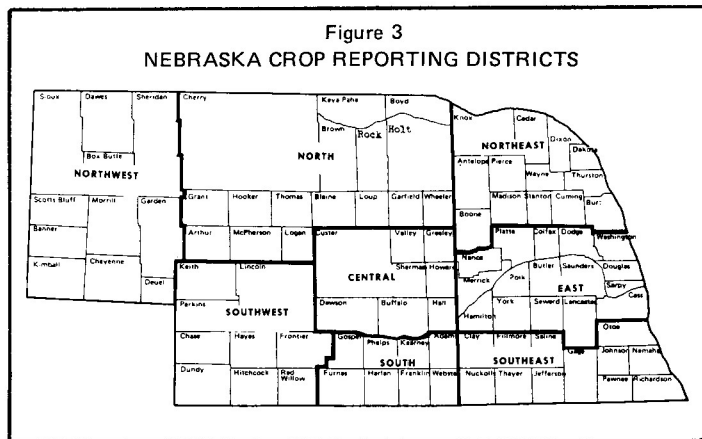 Figure 3
NEBRASKA CROP REPORTING DISTRICTS
Sioux Dawes Sheridan Cherry Keya Paha Boyd
Knox Cedar
Brown Rock Holt
Dixon
NORTHEAST
Dakota
Box Butte
NORTH
Antelope Pierce
Wayne
Thurston
NORTHWEST
Scotts Bluff Morrill Garden Grant Hooker Thomas Blaine Loup Garfield Wheeler
Madison Stanton Cuming Burt
Boone
Banner
Arthur McPherson Logan Custer Valley Greeley Platte Colfax Dodge Washington
Nance
Kimball Cheyenne
Keith Lincoln
CENTRAL
Sherman Howard
Merrick Polk Butler Saunders Douglas
Deuel
EAST
Sarpy
Cass
Perkins
SOUTHWEST
Dawson Buffalo Hall
York Seward Lancaster
Hamilton
Otoe
Chase Hayes Frontier
Gosper Phelps Kearney Adams Clay Fillmore Saline
Gage Johnson Nemaha
SOUTH
SOUTHEAST
Dundy Hitchcock Red Willow Furnas Harlan Franklin Webster Nuckolls Thayer Jefferson
Pawnee Richardson